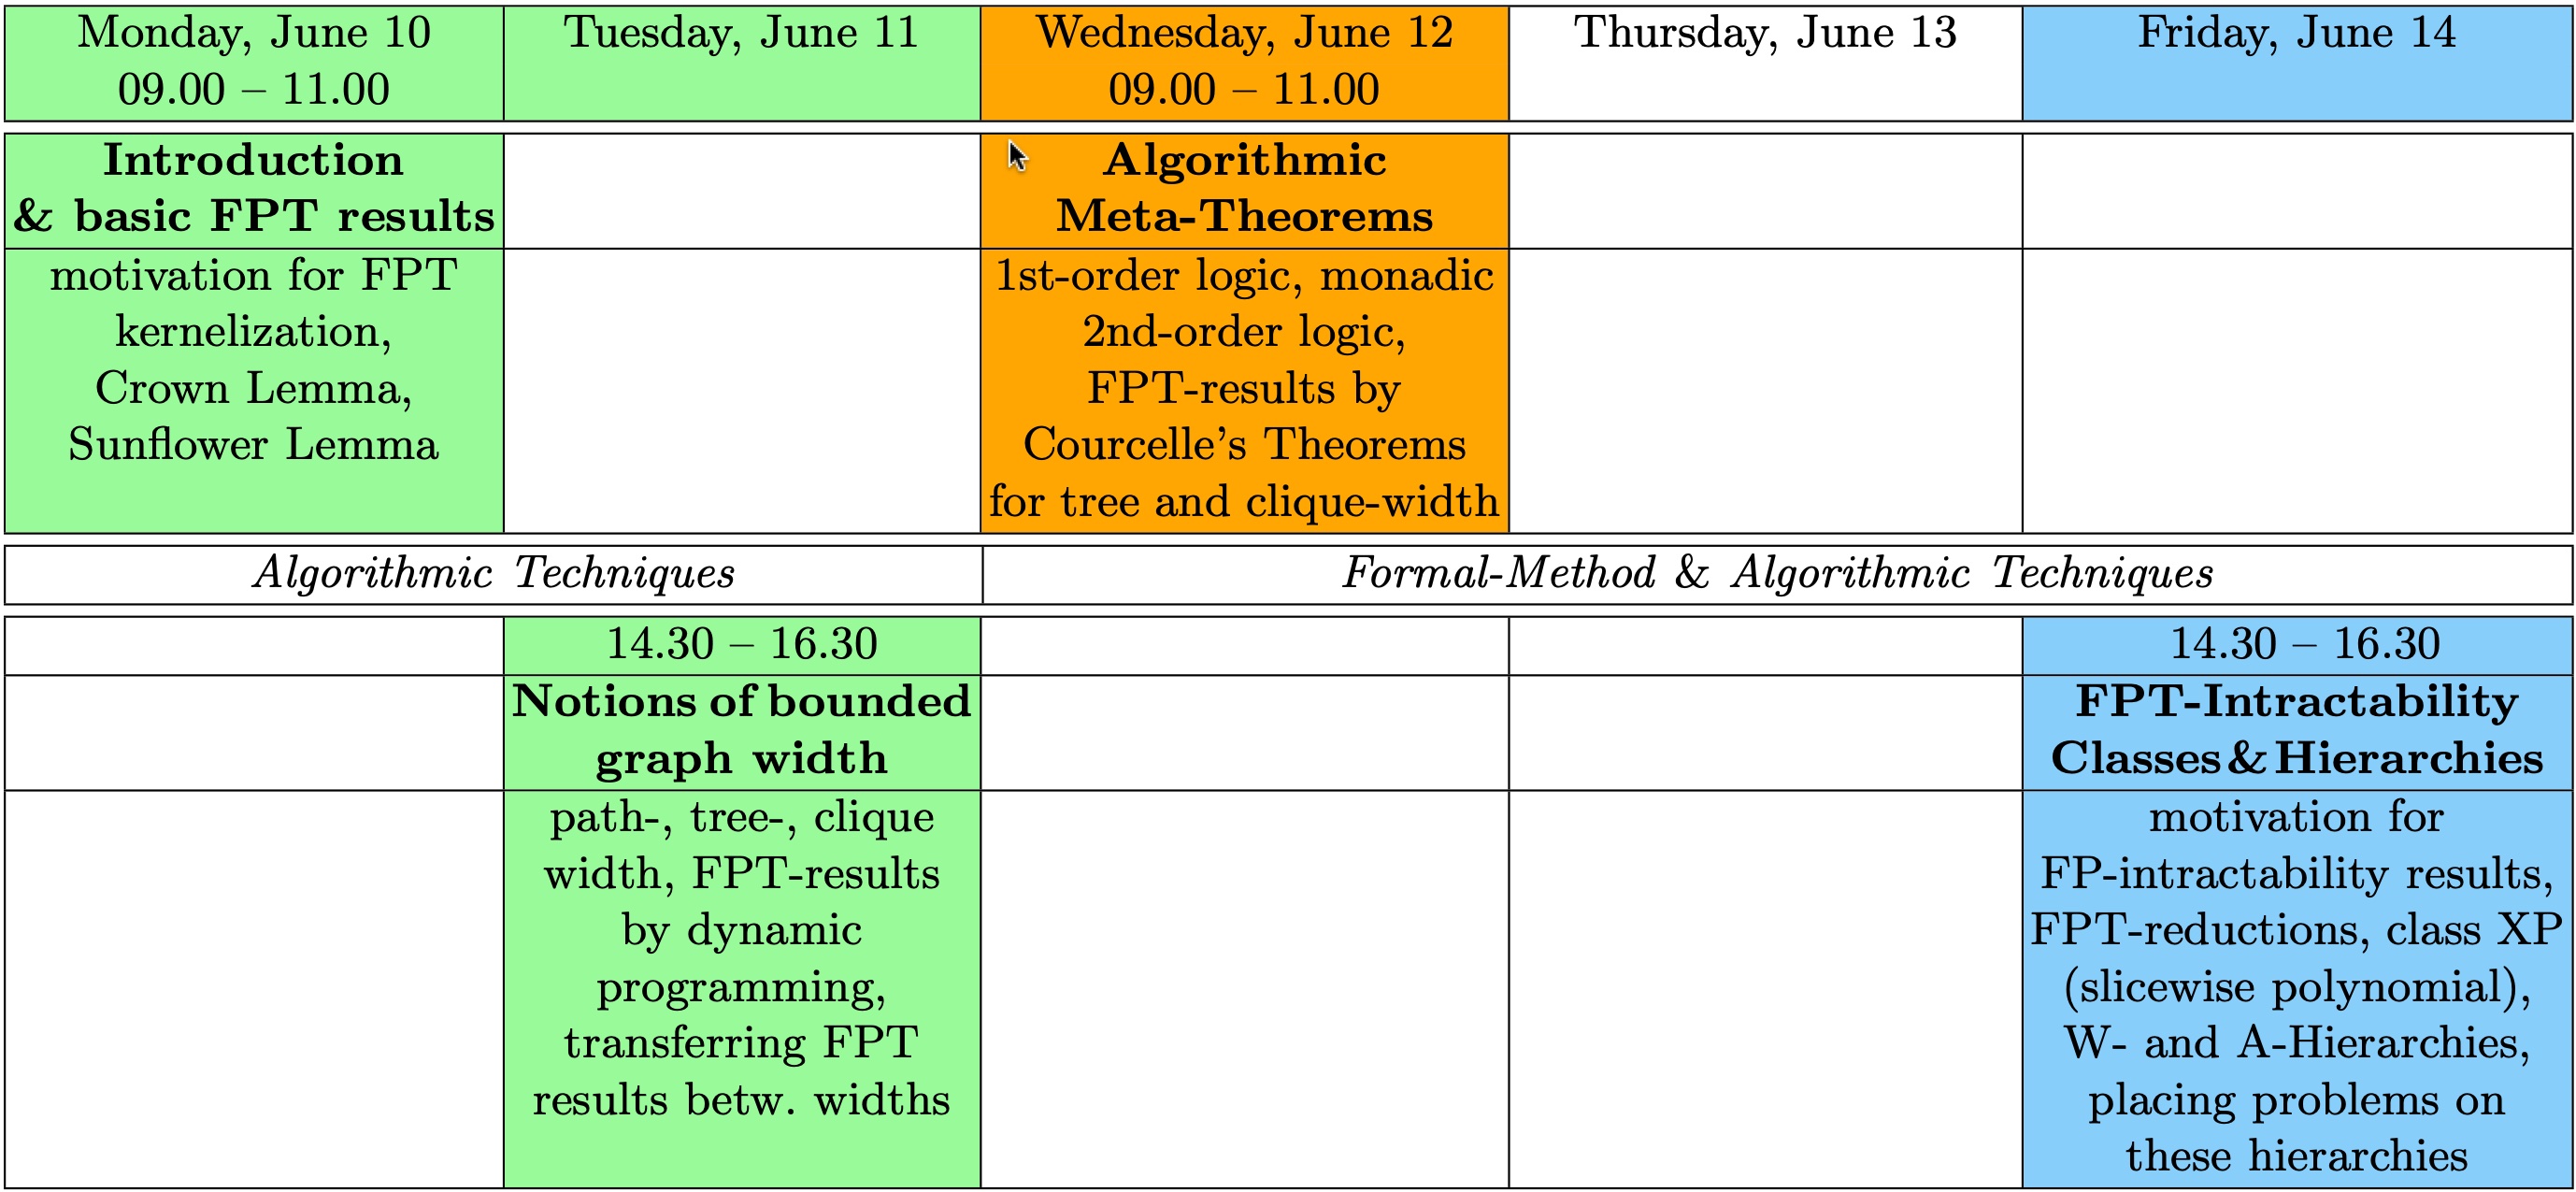 Monday, June 10
09.00 – 11.00
Tuesday, June 11
Wednesday, June 12
09.00 – 11.00
Thursday, June 13
Friday, June 14
Introduction
& basic FPT results
Algorithmic
Meta-Theorems
motivation for FPT
kernelization,
Crown Lemma,
Sunflower Lemma
1st-order logic, monadic
2nd-order logic,
FPT-results by
Courcelle's Theorems
for tree and clique-width
Algorithmic Techniques
Formal-Method & Algorithmic Techniques
14.30 – 16.30
14.30 – 16.30
Notions of bounded
graph width
FPT-Intractability
Classes & Hierarchies
path-, tree-, clique
width, FPT-results
by dynamic
programming,
transferring FPT
results betw. widths
motivation for
FP-intractability results,
FPT-reductions, class XP
(slicewise polynomial),
W- and A-Hierarchies,
placing problems on
these hierarchies